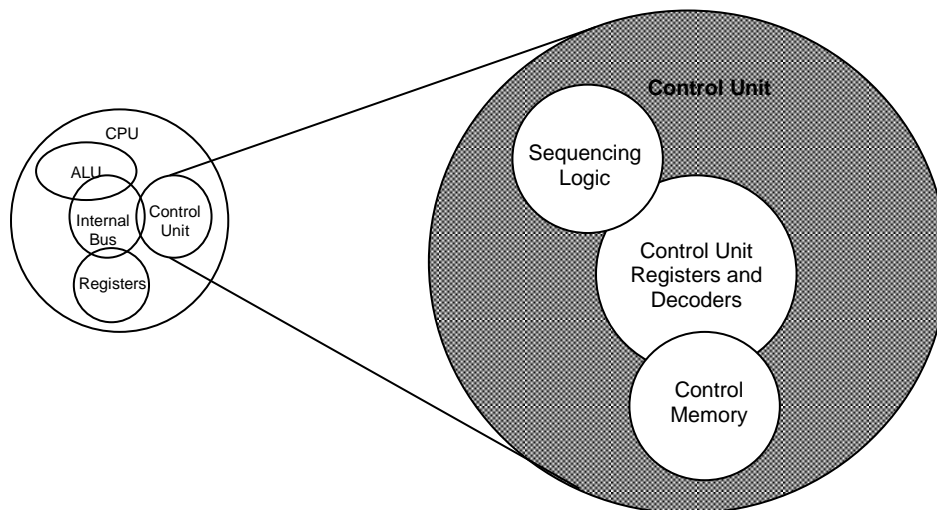 CPU
ALU
Internal
Bus
Control
Unit
Registers
Control Unit
Sequencing
Logic
Control Unit
Registers and
Decoders
Control
Memory